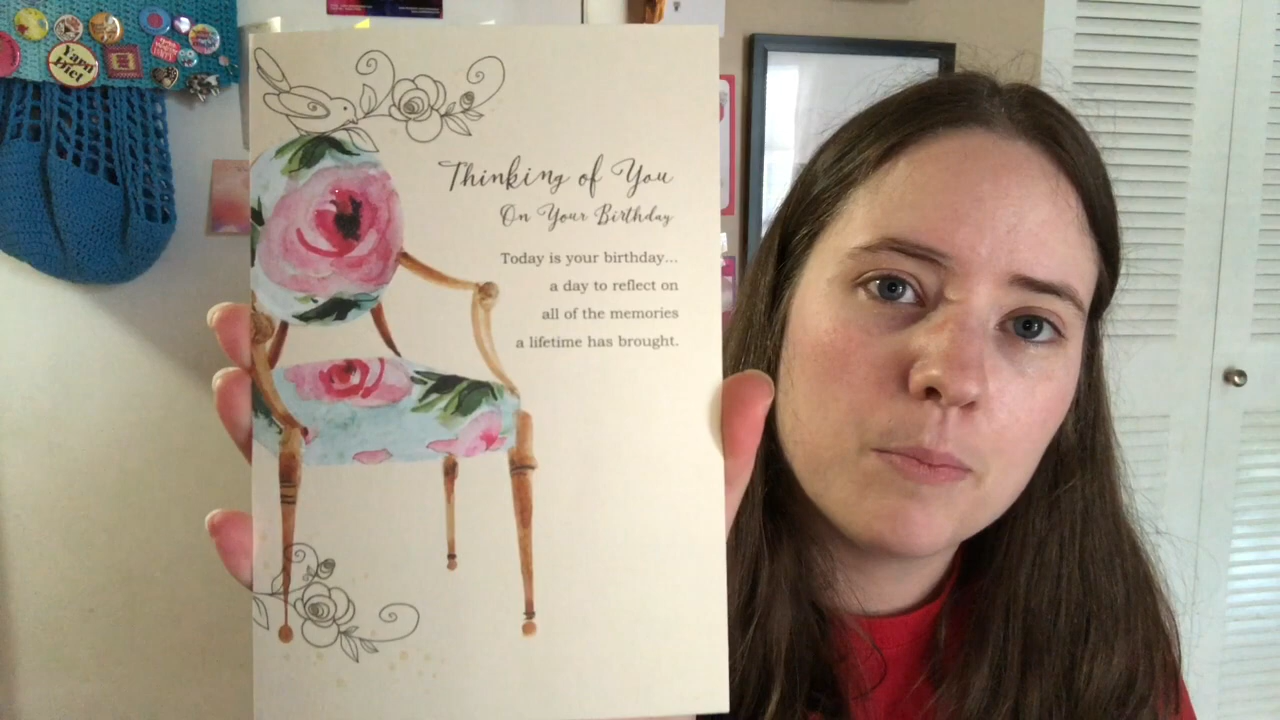 Yarn
Diet
Thinking of You
On Your Birthday
Today is your birthday...
a day to reflect on
all of the memories
a lifetime has brought.